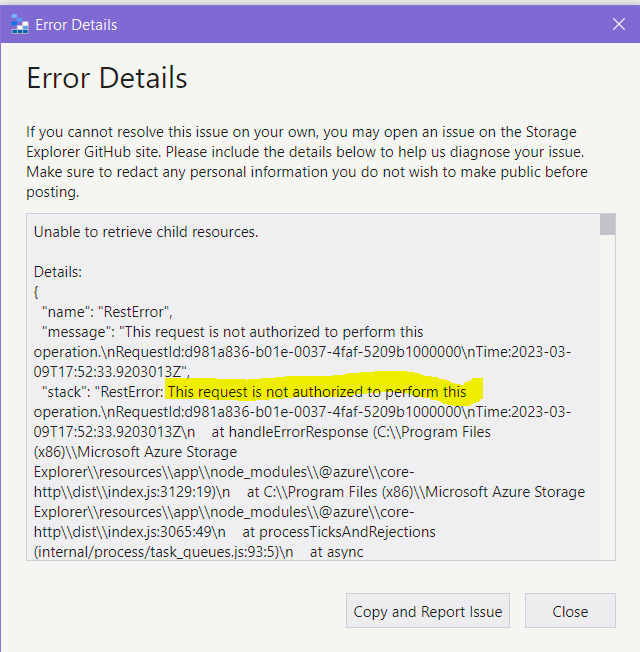 Error Details
Error Details
If you cannot resolve this issue on your own, you may open an issue on the Storage
Explorer GitHub site. Please include the details below to help us diagnose your issue.
Make sure to redact any personal information you do not wish to make public before
posting.
Unable to retrieve child resources.
Details:
{
"name": "RestError",
"message": "This request is not authorized to perform this
operation.\nRequestId:d981a836-b01e-0037-4faf-5209b1000000\nTime:2023-03-
09T17:52:33.9203013Z",
"stack": "RestError: This request is not authorized to perform this
operation.\nRequestId:d981a836-b01e-0037-4faf-5209b1000000\nTime:2023-03-
09T17:52:33.9203013Z\n    at handleErrorResponse (C:\\Program Files
(x86)\\Microsoft Azure Storage
Explorer\\resources\\app\\node_modules\\@azure\\core-
http\\dist\\index.js:3129:19)\n    at C:\\Program Files (x86)\\Microsoft Azure Storage
Explorer\\resources\\app\\node_modules\\@azure\\core-
http\\dist\\index.js:3065:49\n    at processTicksAndRejections
(internal/process/task_queues.js:93:5)\n    at async
Copy and Report Issue
Close